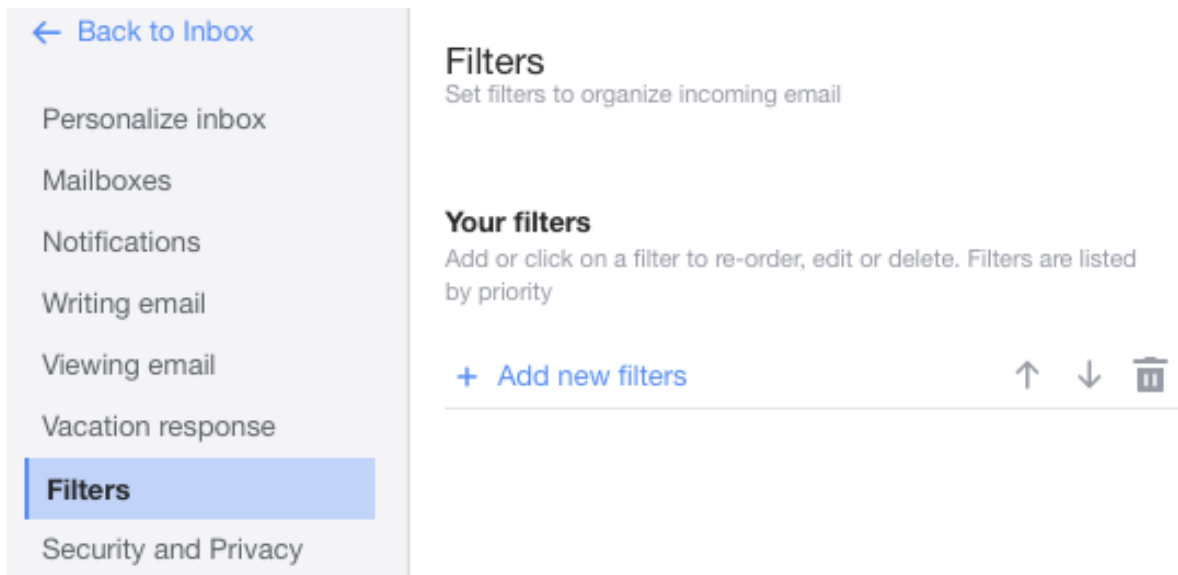 Back to Inbox
Personalize inbox
Mailboxes
Notifications
Writing email
Viewing email
Vacation response
Filters
Security and Privacy
Filters
Set filters to organize incoming email
Your filters
Add or click on a filter to re-order, edit or delete. Filters are listed
by priority
+ Add new filters